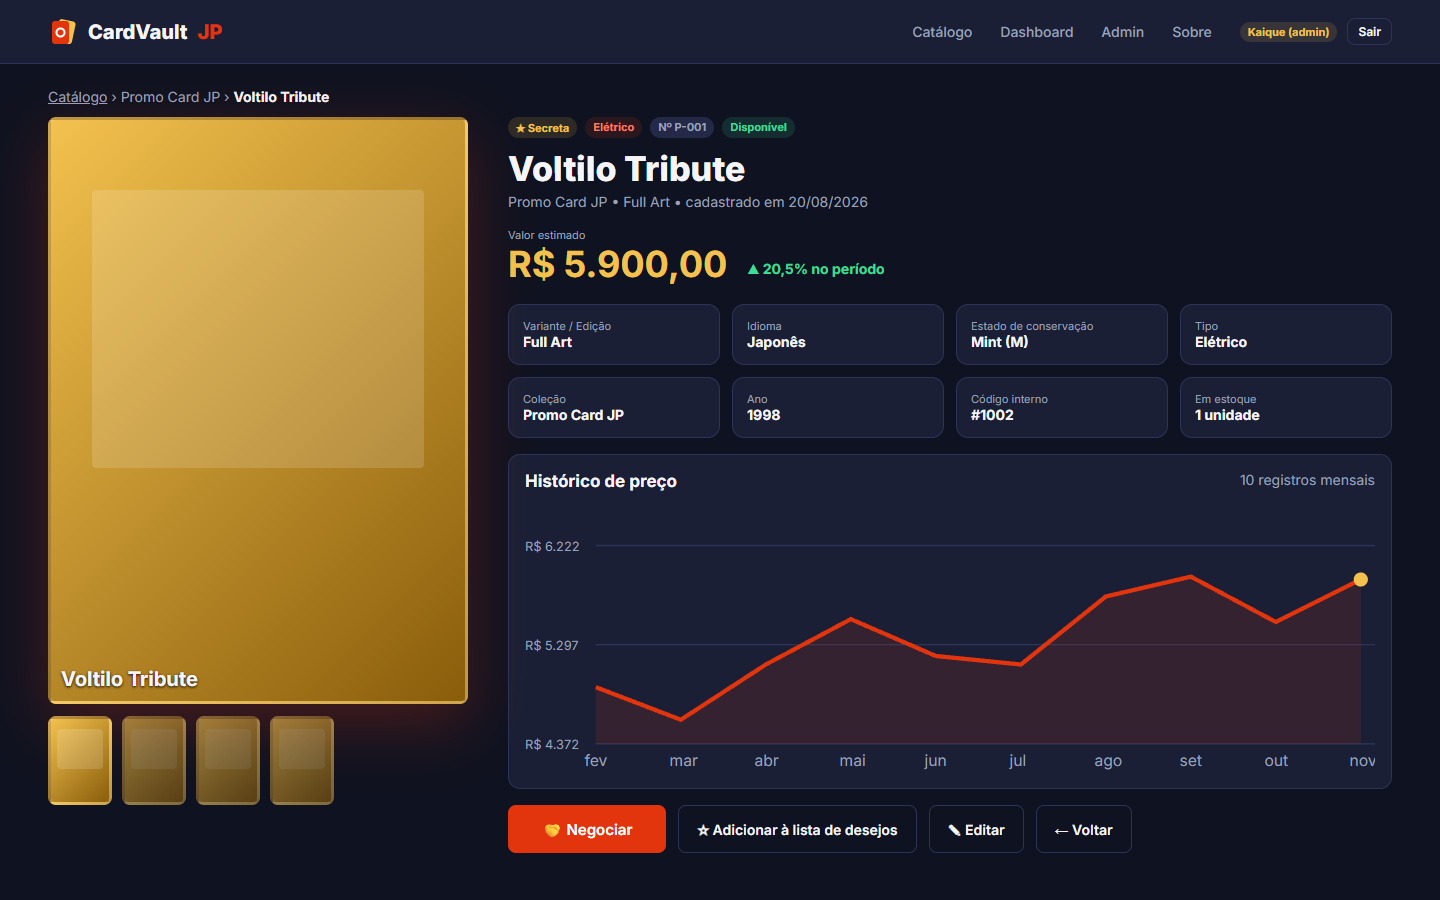 CardVault JP
Catálogo
Dashboard
Admin
Sobre
Kaique (admin)
Sair
Catálogo › Promo Card JP › Voltilo Tribute
Voltilo Tribute
★ Secreta
Elétrico
Nº P-001
Disponível
Voltilo Tribute
Promo Card JP • Full Art • cadastrado em 20/08/2026
Valor estimado
R$ 5.900,00
▲ 20,5% no período
Variante / Edição
Full Art
Idioma
Japonês
Estado de conservação
Mint (M)
Tipo
Elétrico
Coleção
Promo Card JP
Ano
1998
Código interno
#1002
Em estoque
1 unidade
Histórico de preço
10 registros mensais
R$ 6.222
R$ 5.297
R$ 4.372
fev mar abr mai jun jul ago set out nov
🤝 Negociar
☆ Adicionar à lista de desejos
✎ Editar
← Voltar